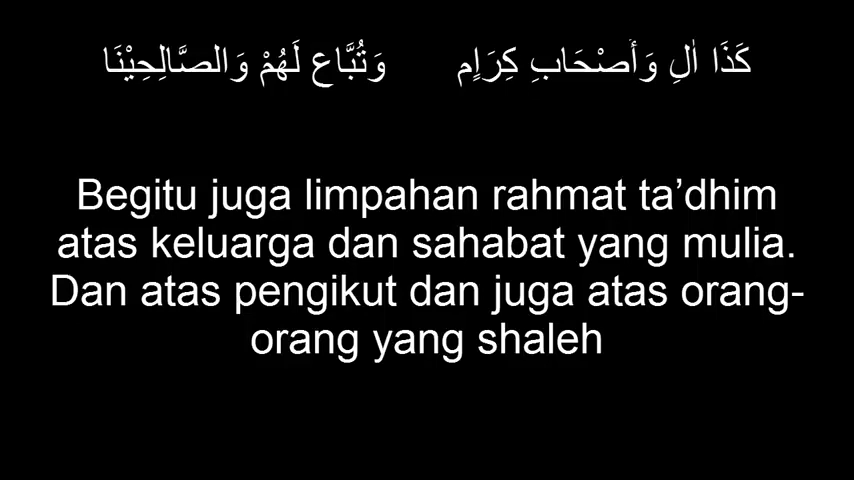 كَذَا اٰلِ وَأَصْحَابِ كِرَامٍ وَتُبَّاع لَهُمْ وَالصَّالِحِيْنَا
Begitu juga limpahan rahmat ta’dhim
atas keluarga dan sahabat yang mulia.
Dan atas pengikut dan juga atas orang-
orang yang shaleh